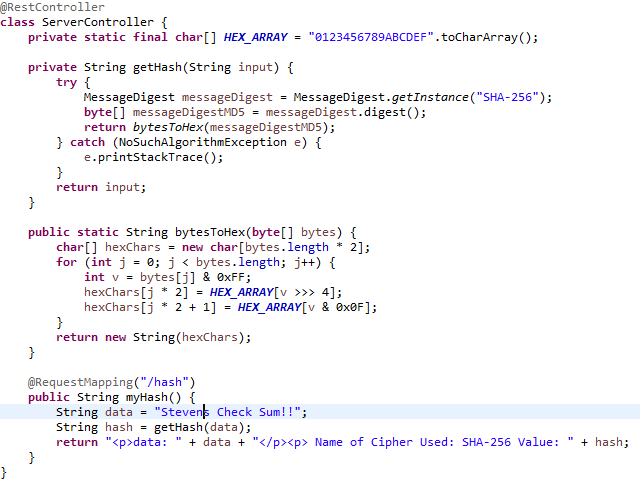 @RestController
class ServerController {
    private static final char[] HEX_ARRAY = "0123456789ABCDEF".toCharArray();
    private String getHash(String input) {
        try {
            MessageDigest messageDigest = MessageDigest.getInstance("SHA-256");
            byte[] messageDigestMD5 = messageDigest.digest();
            return bytesToHex(messageDigestMD5);
        } catch (NoSuchAlgorithmException e) {
            e.printStackTrace();
        }
        return input;
    }
    public static String bytesToHex(byte[] bytes) {
        char[] hexChars = new char[bytes.length * 2];
        for (int j = 0; j < bytes.length; j++) {
            int v = bytes[j] & 0xFF;
            hexChars[j * 2] = HEX_ARRAY[v >>> 4];
            hexChars[j * 2 + 1] = HEX_ARRAY[v & 0x0F];
        }
        return new String(hexChars);
    }
    @RequestMapping("/hash")
    public String myHash() {
        String data = "Stevens Check Sum!!";
        String hash = getHash(data);
        return "<p>data: " + data + "</p><p> Name of Cipher Used: SHA-256 Value: " + hash;
    }
}